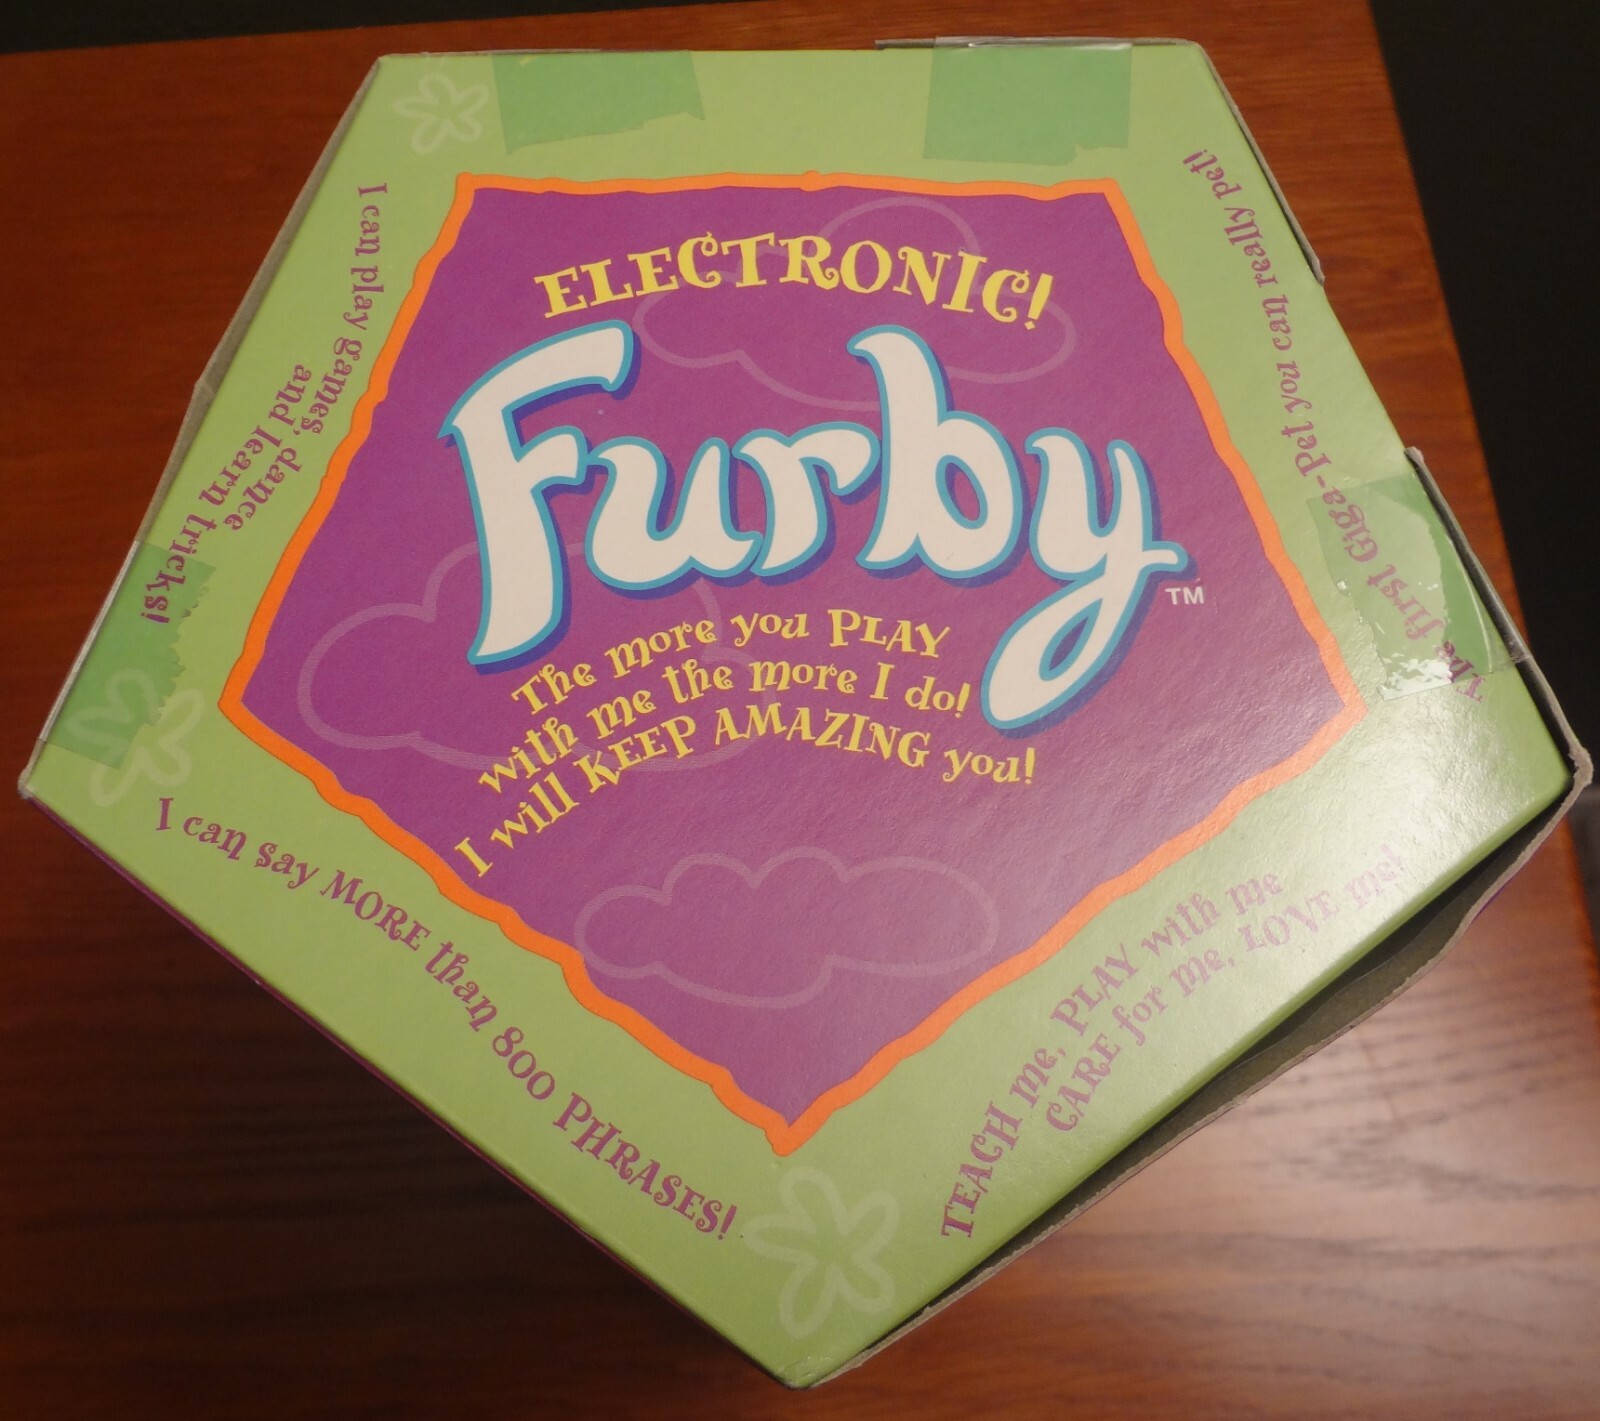 ELECTRONIC!
Furby
TM
The more you PLAY
with me the more I do!
I will KEEP AMAZING you!
I can play games, dance
and learn tricks!
The first Giga-Pet you can really pet!
I can say MORE than 800 PHRASES!
TEACH me, PLAY with me
CARE for me, LOVE me!